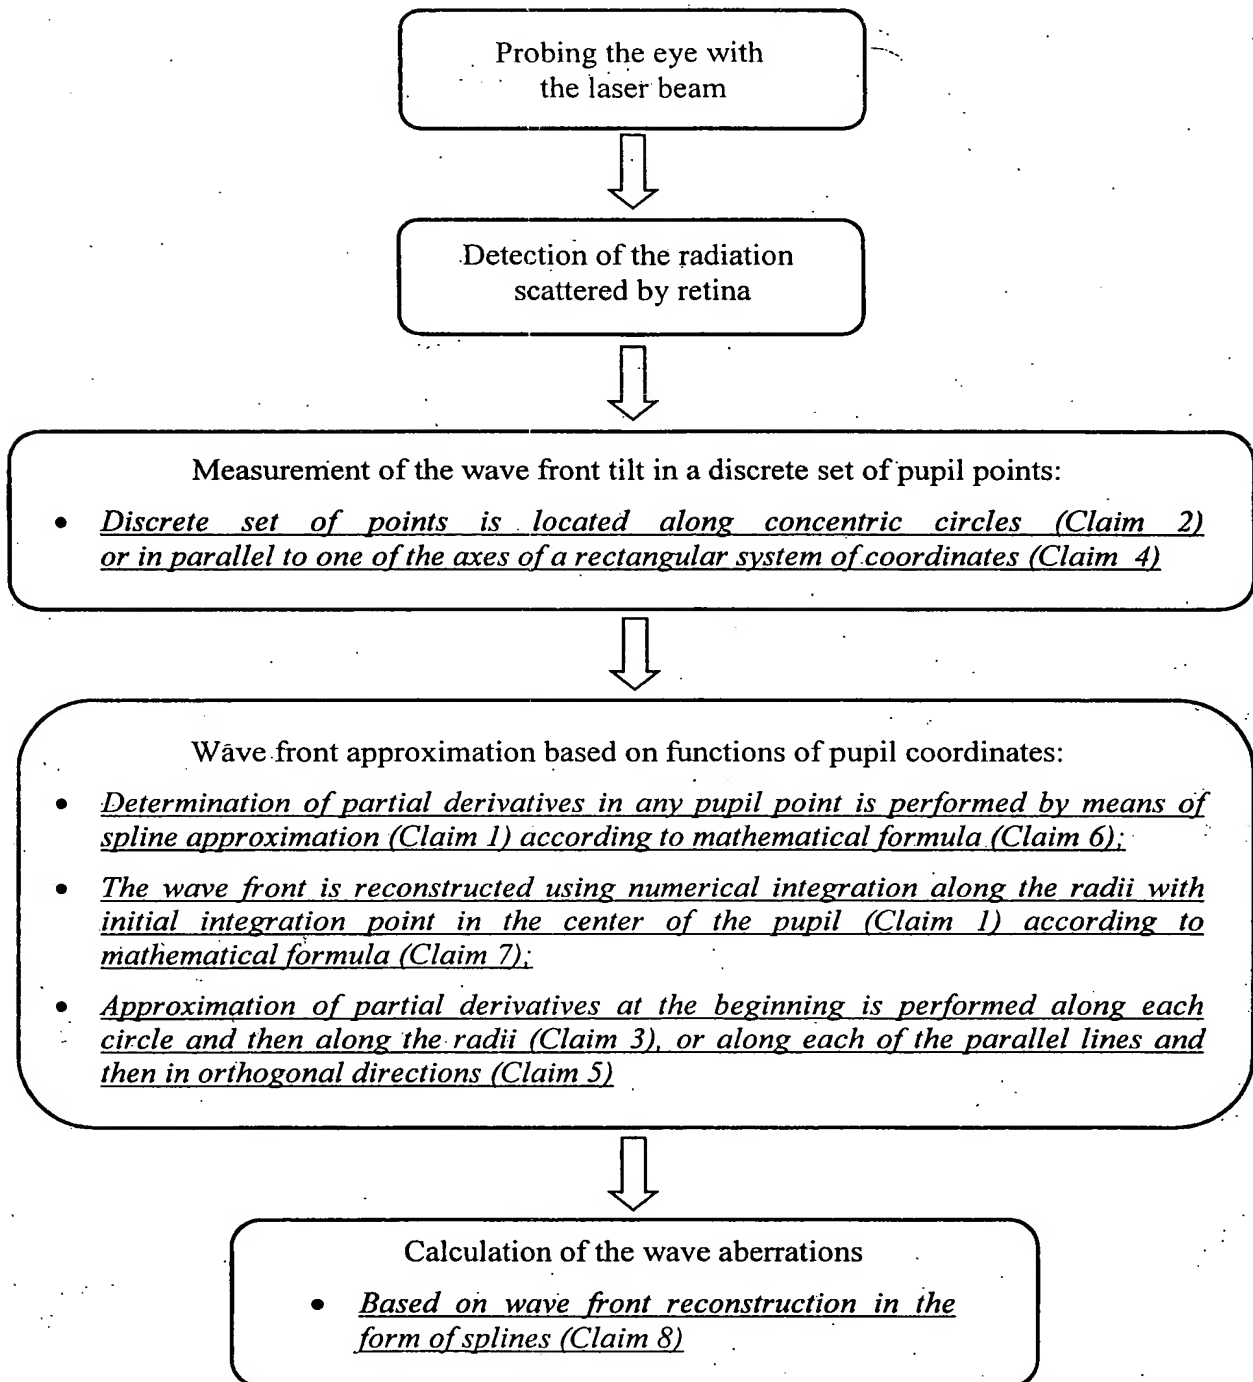 Probing the eye with
the laser beam
Detection of the radiation
scattered by retina
Measurement of the wave front tilt in a discrete set of pupil points:
• Discrete set of points is located along concentric circles (Claim 2)
or in parallel to one of the axes of a rectangular system of coordinates (Claim 4)
Wave front approximation based on functions of pupil coordinates:
• Determination of partial derivatives in any pupil point is performed by means of
spline approximation (Claim 1) according to mathematical formula (Claim 6);
• The wave front is reconstructed using numerical integration along the radii with
initial integration point in the center of the pupil (Claim 1) according to
mathematical formula (Claim 7);
• Approximation of partial derivatives at the beginning is performed along each
circle and then along the radii (Claim 3), or along each of the parallel lines and
then in orthogonal directions (Claim 5)
Calculation of the wave aberrations
• Based on wave front reconstruction in the
form of splines (Claim 8)